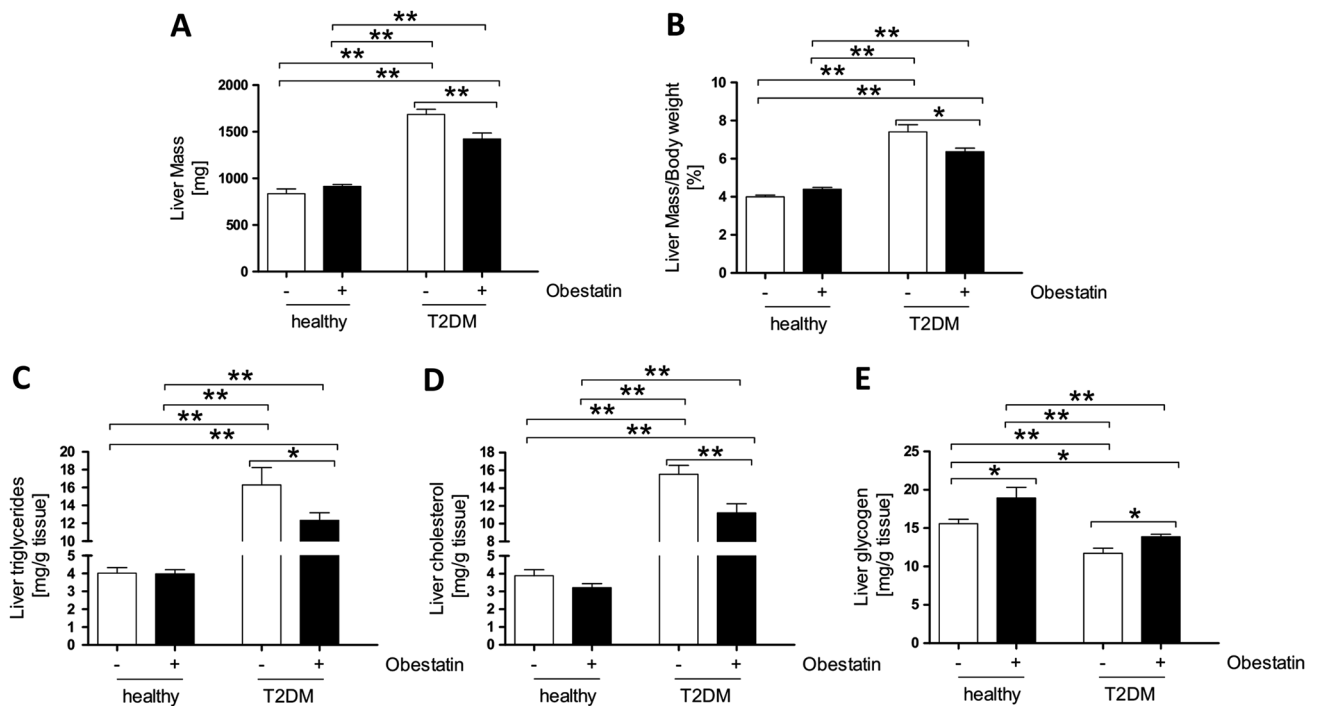 A
**
**
**
**
**
Liver Mass
[mg]
2000
1500
1000
500
0
- + - + Obestatin
healthy T2DM
B
**
**
**
**
*
Liver Mass/Body weight
[%]
10
8
6
4
2
0
- + - + Obestatin
healthy T2DM
C
**
**
**
**
*
Liver triglycerides
[mg/g tissue]
20
18
16
14
12
10
5
4
3
2
1
0
- + - + Obestatin
healthy T2DM
D
**
**
**
**
**
Liver cholesterol
[mg/g tissue]
18
16
14
12
10
8
5
4
3
2
1
0
- + - + Obestatin
healthy T2DM
E
**
**
**
*
*
*
Liver glycogen
[mg/g tissue]
25
20
15
10
5
0
- + - + Obestatin
healthy T2DM